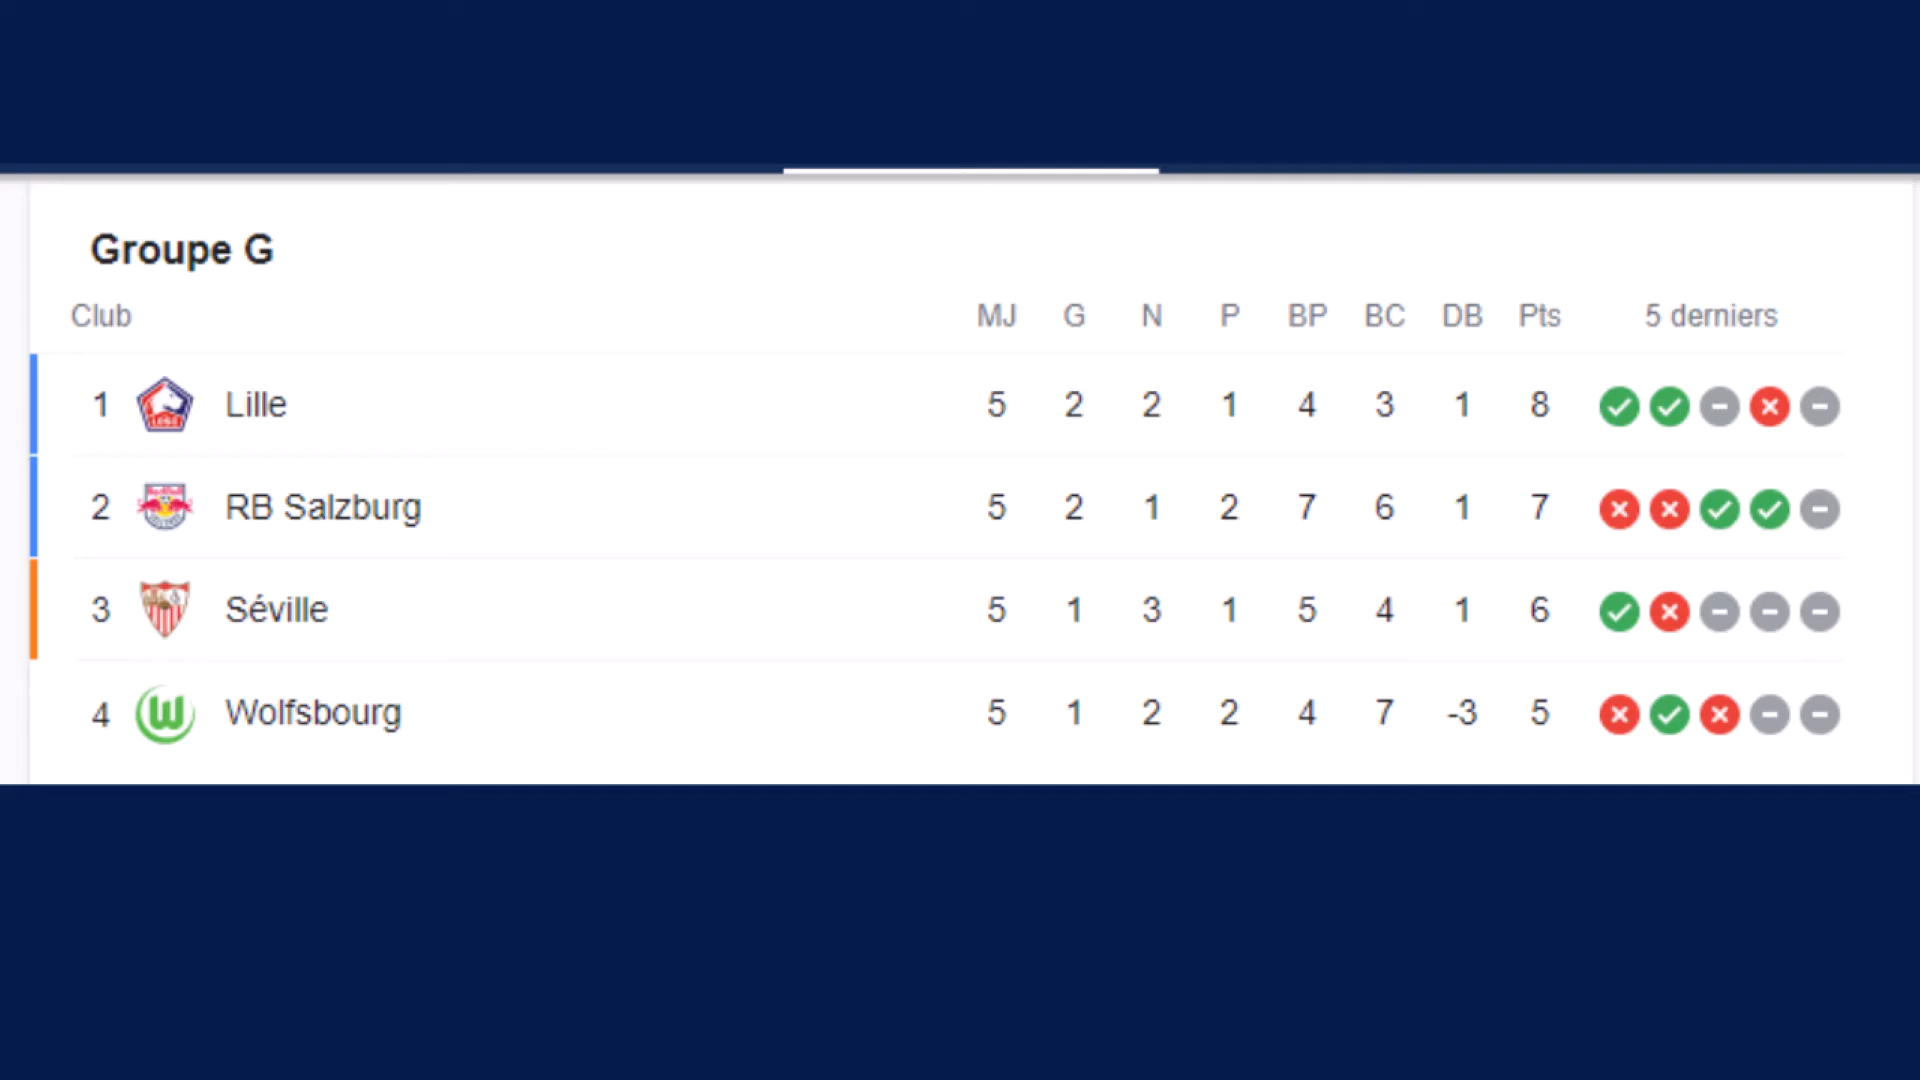 Groupe G
Club MJ G N P BP BC DB Pts 5 derniers
1 Lille 5 2 2 1 4 3 1 8
2 RB Salzburg 5 2 1 2 7 6 1 7
3 Séville 5 1 3 1 5 4 1 6
4 Wolfsbourg 5 1 2 2 4 7 -3 5